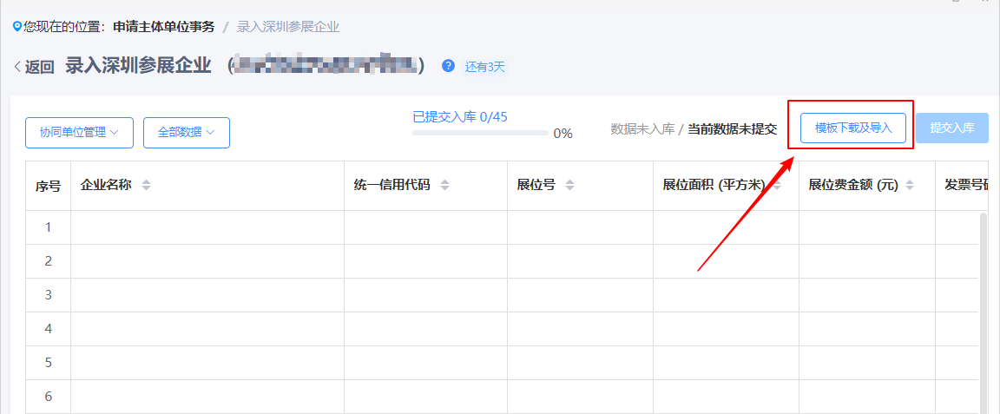 您现在的位置：申请主体单位事务 / 录入深圳参展企业
返回 录入深圳参展企业 （ ） ? 还有3天
协同单位管理 全部数据 已提交入库 0/45 0% 数据未入库 / 当前数据未提交 模板下载及导入 提交入库
序号 企业名称 统一信用代码 展位号 展位面积 (平方米) 展位费金额 (元) 发票号
1
2
3
4
5
6